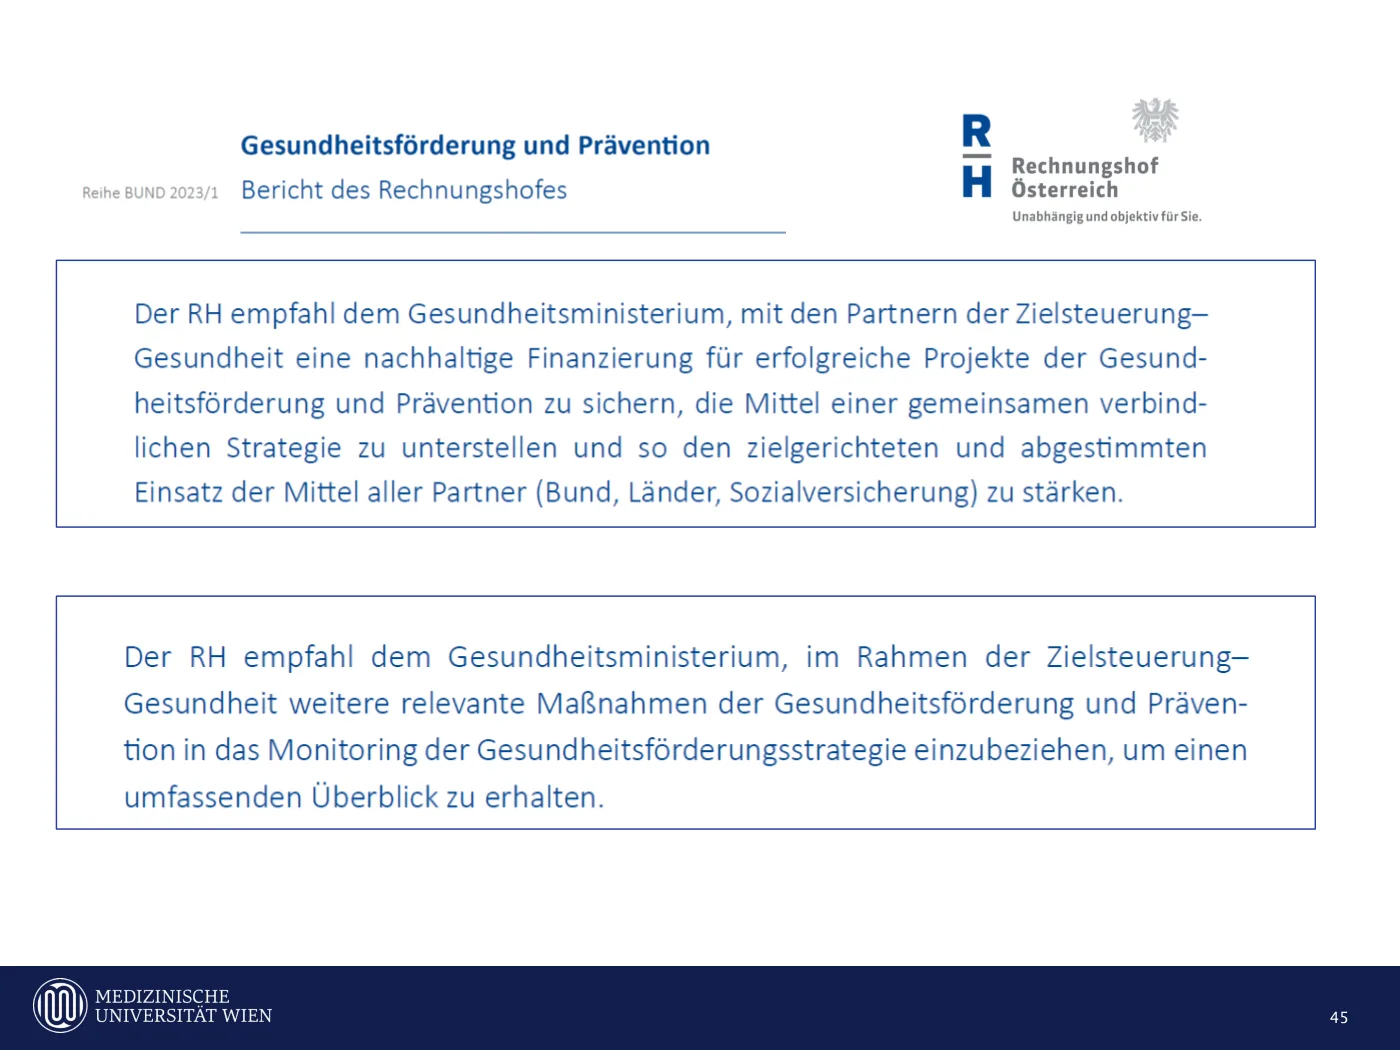 Gesundheitsförderung und Prävention
Reihe BUND 2023/1 Bericht des Rechnungshofes
R
H
Rechnungshof
Österreich
Unabhängig und objektiv für Sie.
Der RH empfahl dem Gesundheitsministerium, mit den Partnern der Zielsteuerung–
Gesundheit eine nachhaltige Finanzierung für erfolgreiche Projekte der Gesund-
heitsförderung und Prävention zu sichern, die Mittel einer gemeinsamen verbind-
lichen Strategie zu unterstellen und so den zielgerichteten und abgestimmten
Einsatz der Mittel aller Partner (Bund, Länder, Sozialversicherung) zu stärken.
Der RH empfahl dem Gesundheitsministerium, im Rahmen der Zielsteuerung–
Gesundheit weitere relevante Maßnahmen der Gesundheitsförderung und Präven-
tion in das Monitoring der Gesundheitsförderungsstrategie einzubeziehen, um einen
umfassenden Überblick zu erhalten.
MEDIZINISCHE
UNIVERSITÄT WIEN
45